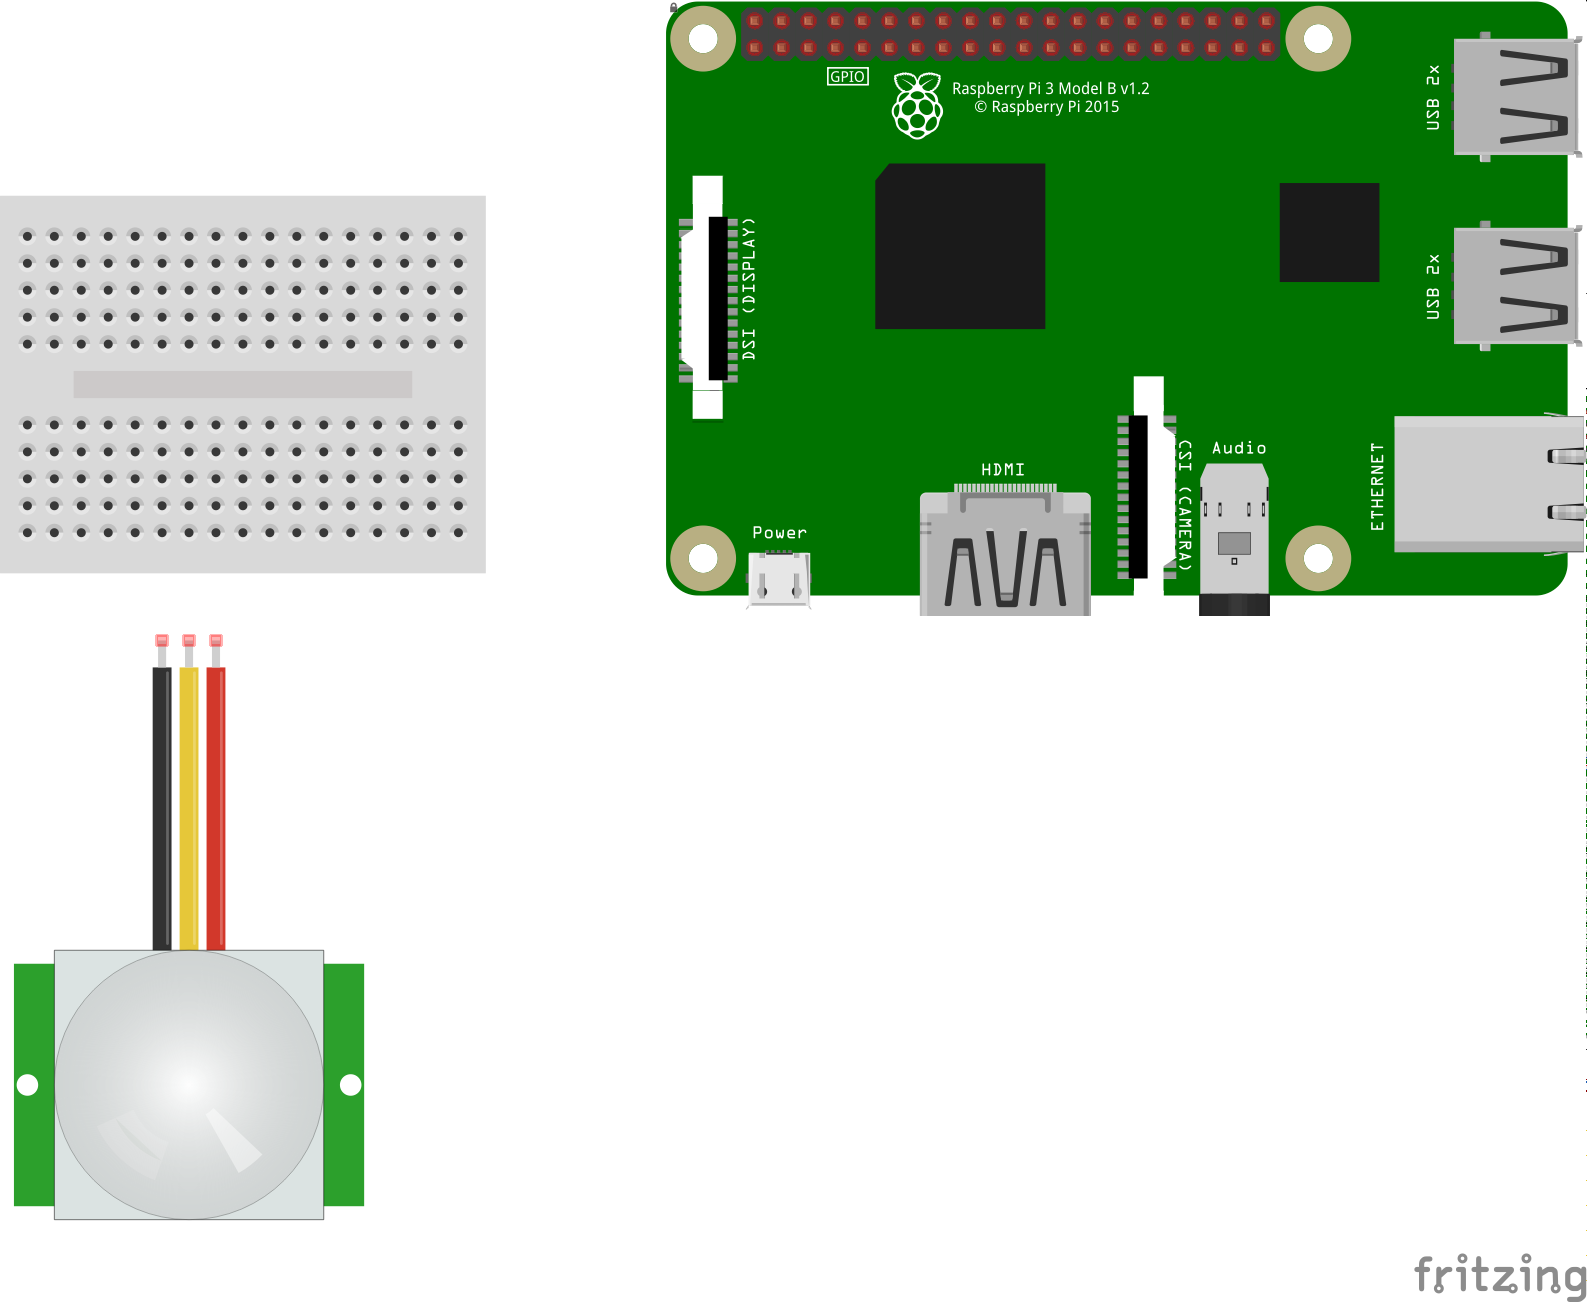 GPIO
Raspberry Pi 3 Model B v1.2
© Raspberry Pi 2015
USB 2x
DSI (DISPLAY)
USB 2x
HDMI
CSI (CAMERA)
Audio
ETHERNET
Power
fritzing